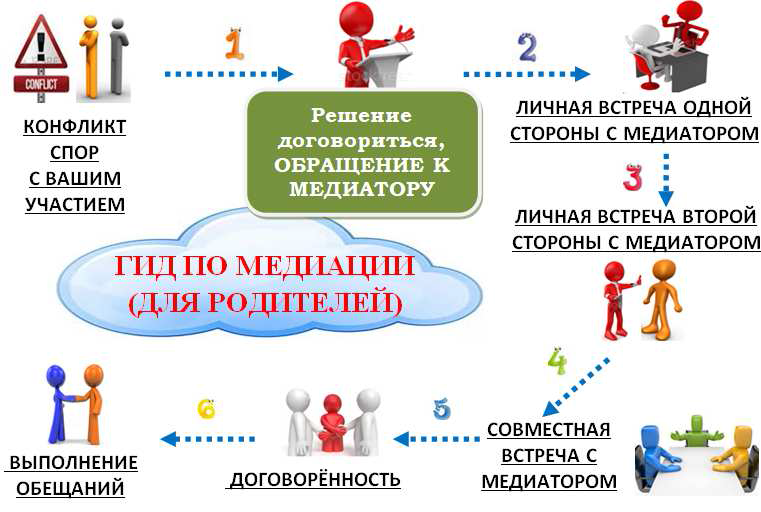 CONFLICT
КОНФЛИКТ
СПОР
С ВАШИМ
УЧАСТИЕМ
1
Решение
договориться,
ОБРАЩЕНИЕ К
МЕДИАТОРУ
2
ЛИЧНАЯ ВСТРЕЧА ОДНОЙ
СТОРОНЫ С МЕДИАТОРОМ
3
ЛИЧНАЯ ВСТРЕЧА ВТОРОЙ
СТОРОНЫ С МЕДИАТОРОМ
ГИД ПО МЕДИАЦИИ
(ДЛЯ РОДИТЕЛЕЙ)
4
СОВМЕСТНАЯ
ВСТРЕЧА С
МЕДИАТОРОМ
5
ДОГОВОРЁННОСТЬ
6
ВЫПОЛНЕНИЕ
ОБЕЩАНИЙ